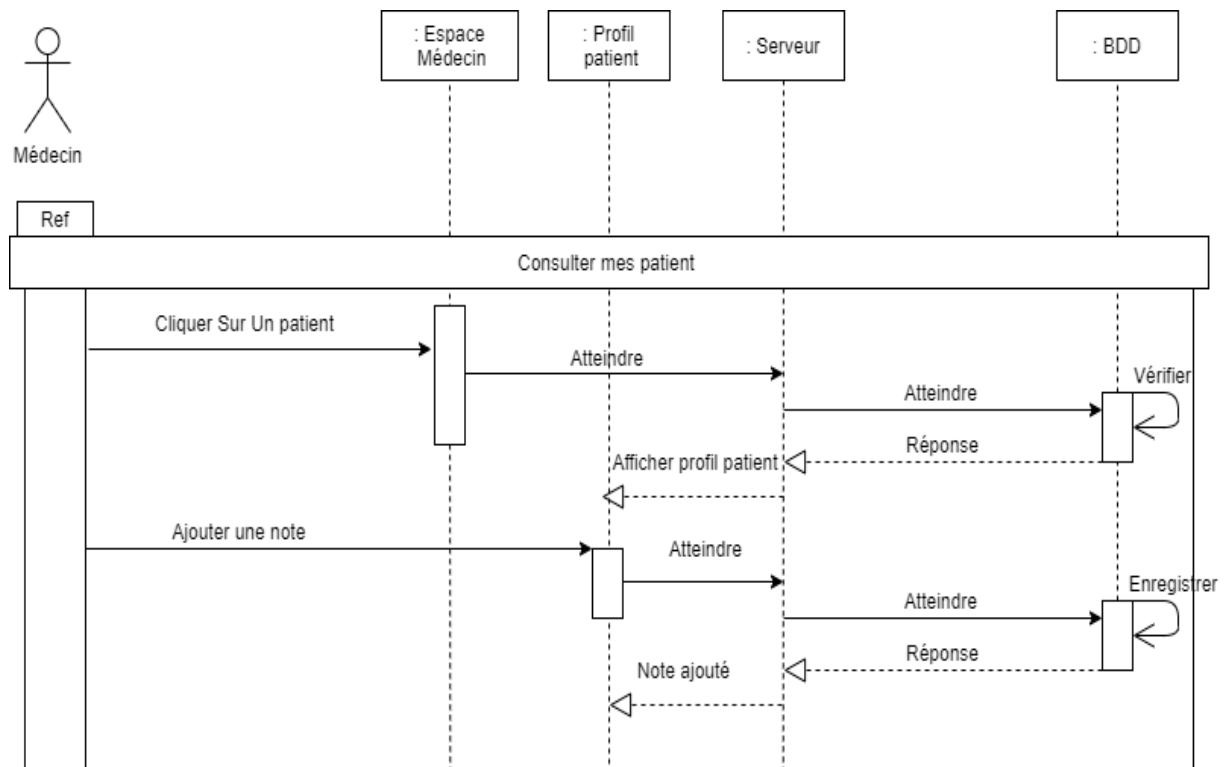 : Espace
Médecin
: Profil
patient
: Serveur
: BDD
Médecin
Ref
Consulter mes patient
Cliquer Sur Un patient
Atteindre
Vérifier
Atteindre
Réponse
Afficher profil patient
Ajouter une note
Atteindre
Enregistrer
Atteindre
Réponse
Note ajouté